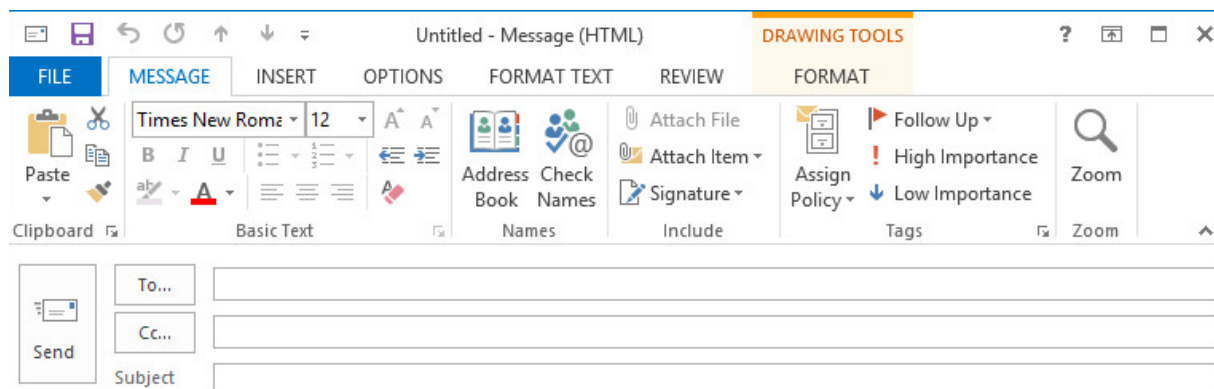 Untitled - Message (HTML) DRAWING TOOLS ?
FILE MESSAGE INSERT OPTIONS FORMAT TEXT REVIEW FORMAT
Times New Roma 12 A A Attach File Follow Up
Paste B I U Address Book Check Names @ Attach Item Assign Policy ! High Importance Zoom
ab A Signature Low Importance
Clipboard Basic Text Names Include Tags Zoom
To...
Cc...
Send
Subject